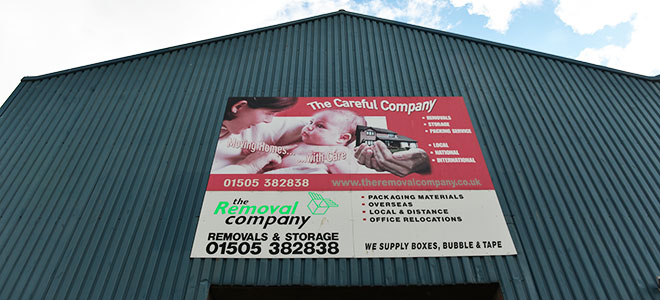 The Careful Company
• REMOVALS
• STORAGE
• PACKING SERVICE
• LOCAL
• NATIONAL
• INTERNATIONAL
Moving Homes...
...with Care
01505 382838 www.theremovalcompany.co.uk
the
Removal
company
REMOVALS & STORAGE
01505 382838
• PACKAGING MATERIALS
• OVERSEAS
• LOCAL & DISTANCE
• OFFICE RELOCATIONS
WE SUPPLY BOXES, BUBBLE & TAPE